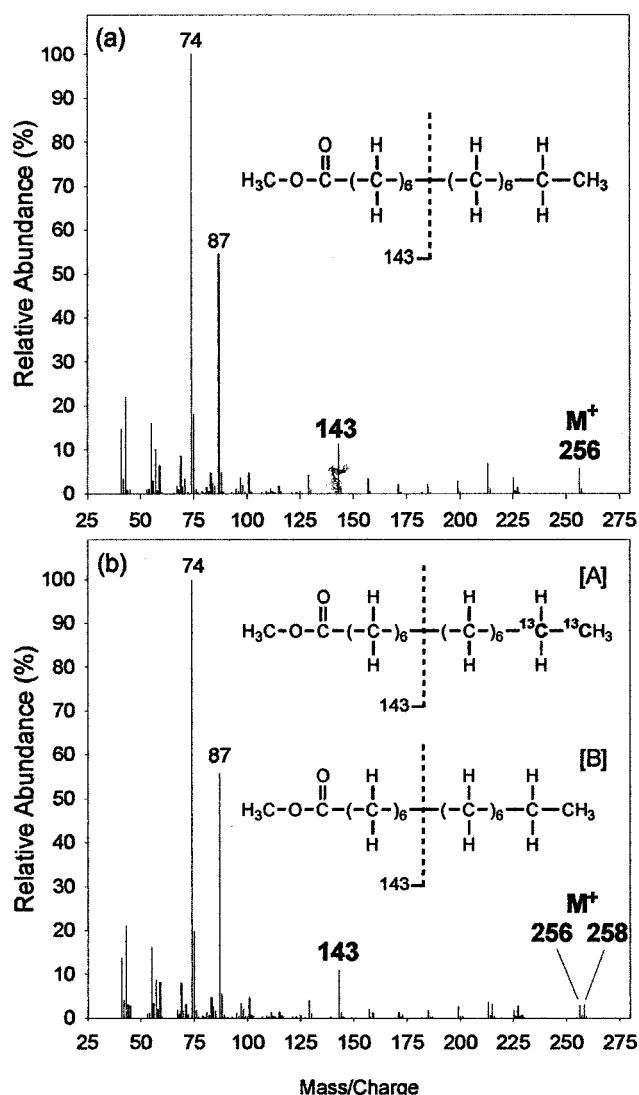 (a)
74
100
90
80
70
60
50
40
30
20
10
0
Relative Abundance (%)
H H
O
H₃C–O–C–(–C–)₆–(–C–)₆–C–CH₃
H H H
143
87
143
M⁺
256
25 50 75 100 125 150 175 200 225 250 275
(b)
74
[A]
100
90
80
70
60
50
40
30
20
10
0
Relative Abundance (%)
H H H
O
H₃C–O–C–(–C–)₆–(–C–)₆–¹³C–¹³CH₃
H H H
143
87
[B]
H H H
O
H₃C–O–C–(–C–)₆–(–C–)₆–C–CH₃
H H H
143
143
M⁺
256 258
25 50 75 100 125 150 175 200 225 250 275
Mass/Charge